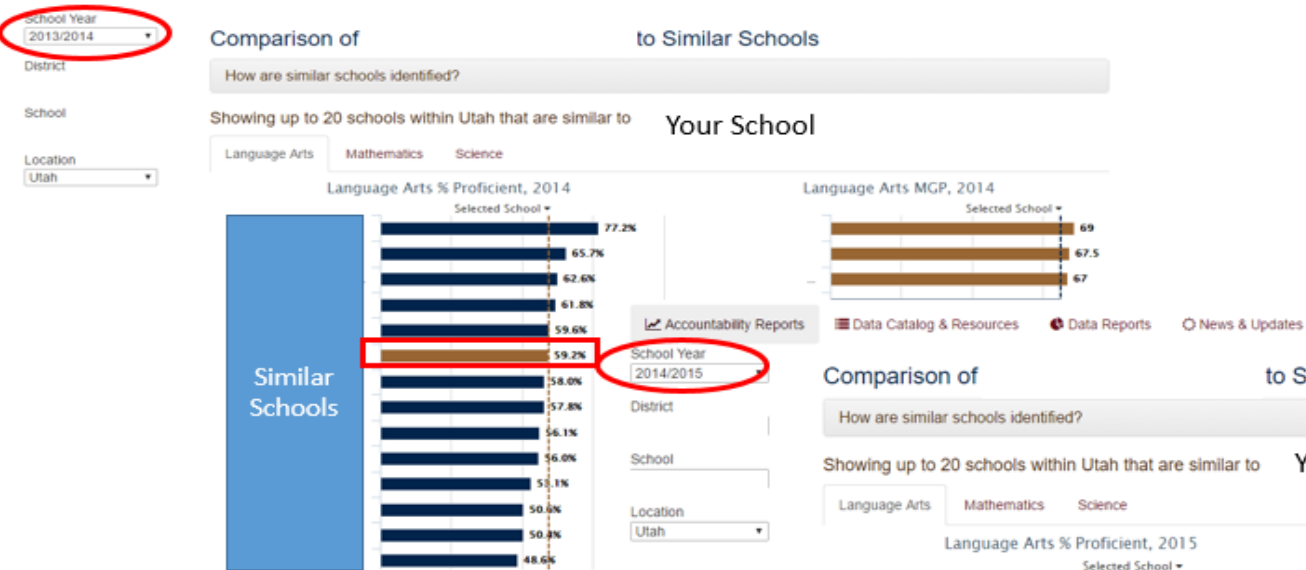 School Year
2013/2014
District
School
Location
Utah
Comparison of to Similar Schools
How are similar schools identified?
Showing up to 20 schools within Utah that are similar to Your School
Language Arts Mathematics Science
Language Arts % Proficient, 2014
Selected School
77.2%
65.7%
62.6%
61.8%
59.6%
59.2%
58.0%
57.8%
56.1%
56.0%
50.4%
48.6%
Similar
Schools
Language Arts MGP, 2014
Selected School
69
67.5
67
Accountability Reports Data Catalog & Resources Data Reports News & Updates
School Year
2014/2015
District
School
Location
Utah
Comparison of to S
How are similar schools identified?
Showing up to 20 schools within Utah that are similar to Y
Language Arts Mathematics Science
Language Arts % Proficient, 2015
Selected School